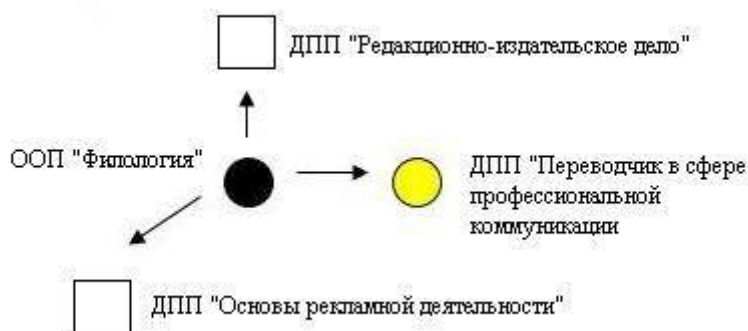 ДПП "Редакционно-издательское дело"
ООП "Филология"
ДПП "Переводчик в сфере
профессиональной
коммуникации
ДПП "Основы рекламной деятельности"